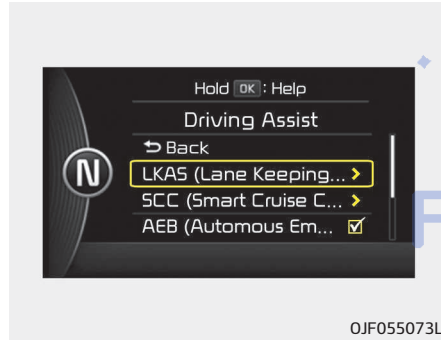 Hold OK : Help
Driving Assist
Back
N
LKAS (Lane Keeping... >
SCC (Smart Cruise C... >
AEB (Automous Em...
F
OJF055073L